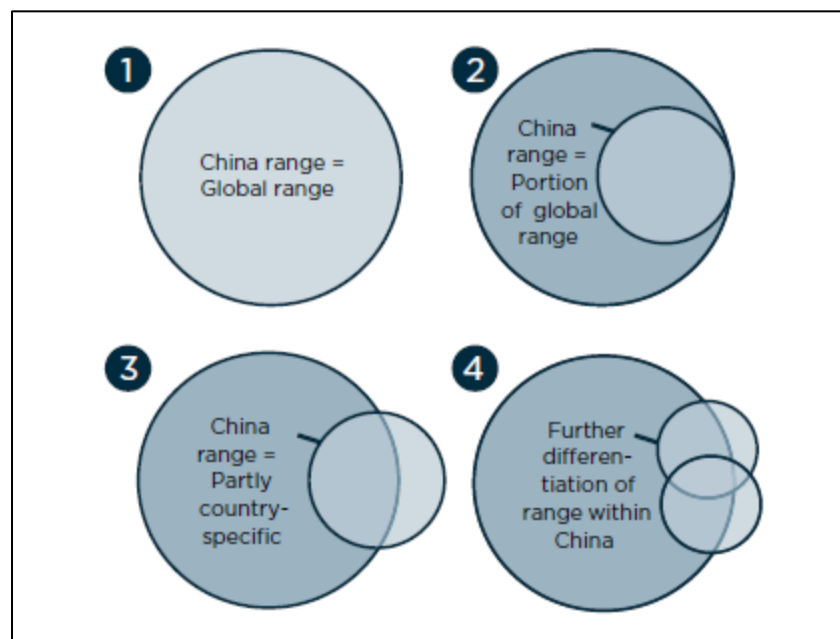 1
China range =
Global range
2
China
range =
Portion
of global
range
3
China
range =
Partly
country-
specific
4
Further
differen-
tiation of
range within
China